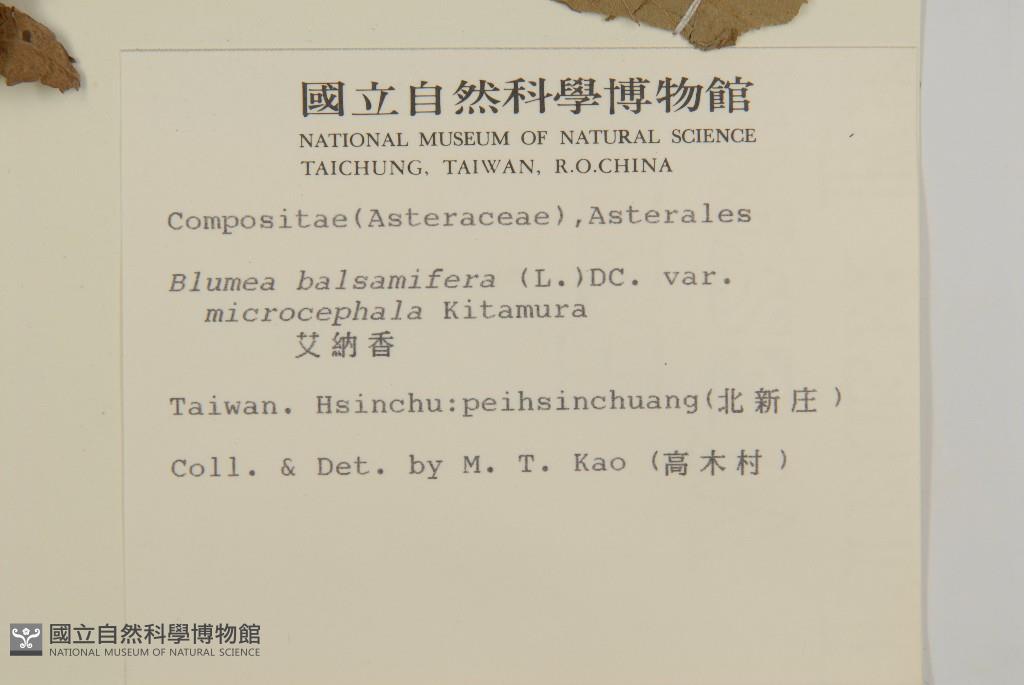 國立自然科學博物館
NATIONAL MUSEUM OF NATURAL SCIENCE
TAICHUNG, TAIWAN, R.O.CHINA
Compositae(Asteraceae),Asterales
Blumea balsamifera (L.)DC. var.
microcephala Kitamura
艾納香
Taiwan. Hsinchu:peihsinchuang(北新庄)
Coll. & Det. by M. T. Kao (高木村)
國立自然科學博物館
NATIONAL MUSEUM OF NATURAL SCIENCE